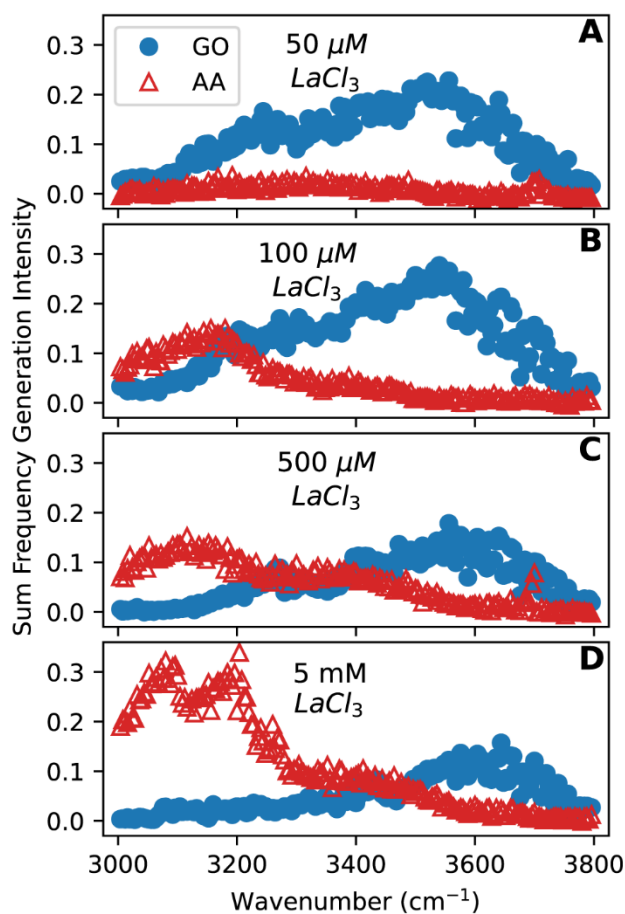 0.3
0.2
0.1
0.0
GO
AA
50 μM
LaCl₃
A
0.3
0.2
0.1
0.0
100 μM
LaCl₃
B
0.3
0.2
0.1
0.0
500 μM
LaCl₃
C
0.3
0.2
0.1
0.0
5 mM
LaCl₃
D
3000 3200 3400 3600 3800
Wavenumber (cm⁻¹)
Sum Frequency Generation Intensity